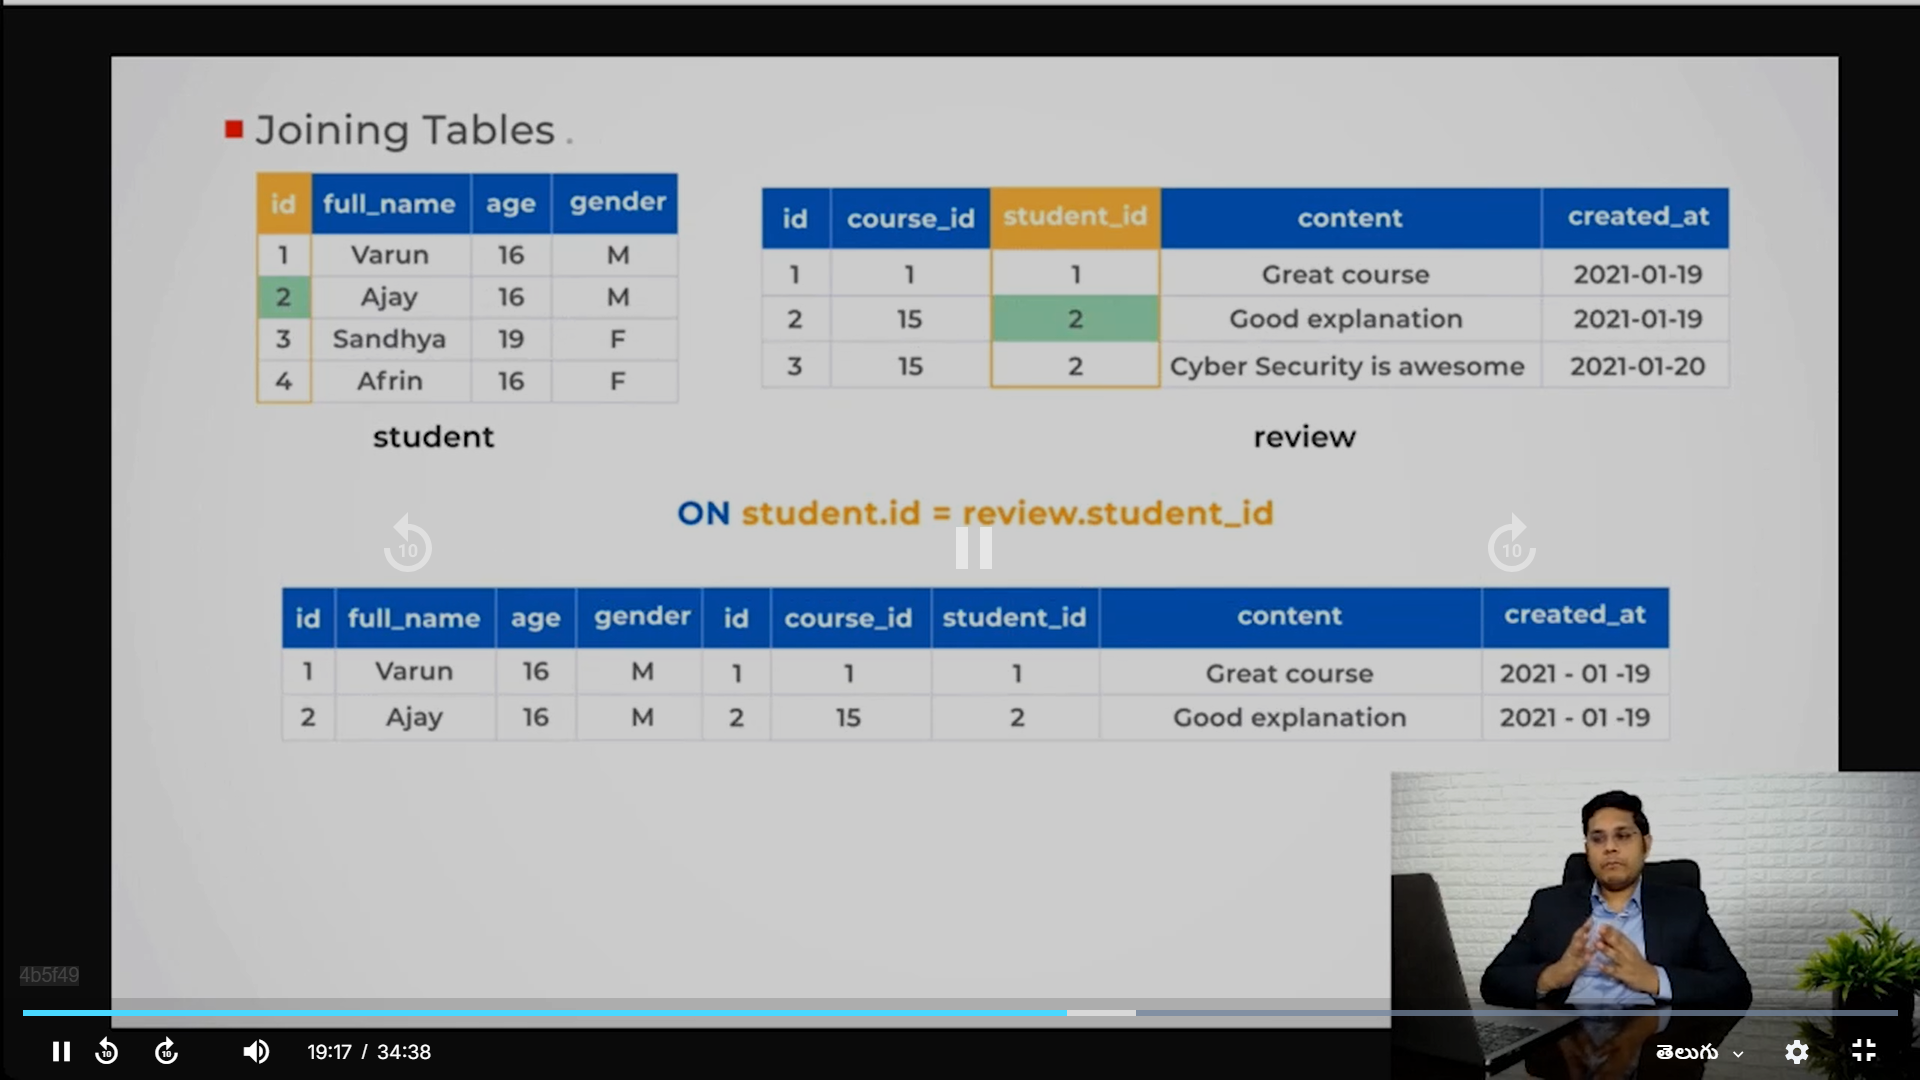 Joining Tables .
id full_name age gender
1 Varun 16 M
2 Ajay 16 M
3 Sandhya 19 F
4 Afrin 16 F
student
id course_id student_id content created_at
1 1 1 Great course 2021-01-19
2 15 2 Good explanation 2021-01-19
3 15 2 Cyber Security is awesome 2021-01-20
review
ON student.id = review.student_id
10
10
id full_name age gender id course_id student_id content created_at
1 Varun 16 M 1 1 1 Great course 2021 - 01 -19
2 Ajay 16 M 2 15 2 Good explanation 2021 - 01 -19
4b5f49
10 10 19:17 / 34:38 తెలుగు